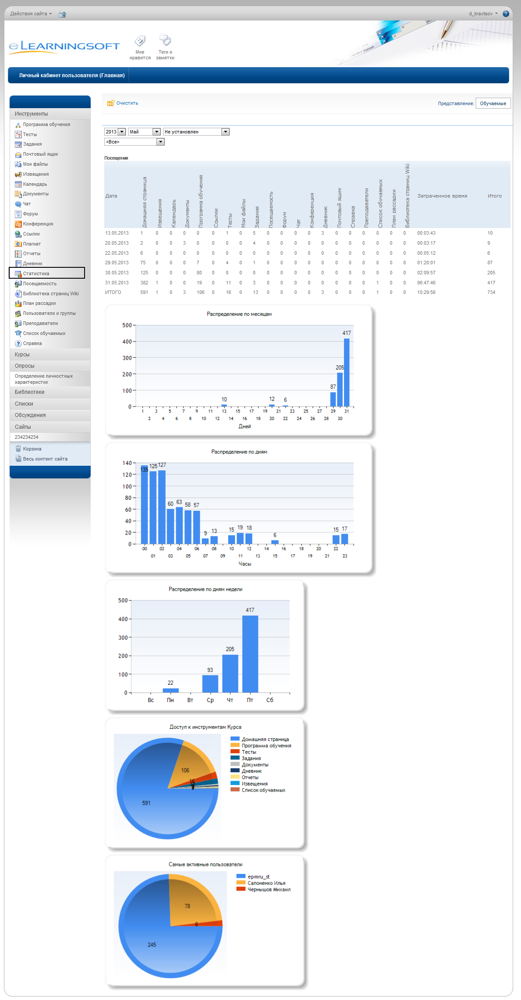 Действия сайта
d_kravtsov
eLearningsoft
Мне нравится
Теги и заметки
Личный кабинет пользователя (Главная)
Инструменты
Программа обучения
Тесты
Задания
Почтовый ящик
Мои файлы
Извещения
Календарь
Документы
Чат
Форум
Конференция
Ссылки
Плагиат
Отчеты
Дневник
Статистика
Посещаемость
Библиотека страниц Wiki
План рассадки
Пользователи и группы
Преподаватели
Список обучаемых
Справка
Курсы
Опросы
Определение личностных
характеристик
Библиотеки
Списки
Обсуждения
Сайты
234234234
Корзина
Весь контент сайта
Очистить
Представление: Обучаемые
2013 Май Не установлен
<Все>
Посещения
Дата Домашняя страница Извещения Календарь Документы Программа обучения Ссылки Тесты Мои файлы Задания Посещаемость Форум Чат Конференция Дневник Почтовый ящик Справка Преподаватели Список обучаемых План рассадки Библиотека страниц Wiki Затраченное время Итого
13.05.2013 1 0 0 0 0 0 1 0 5 0 0 0 0 3 0 0 0 0 0 0 00:03:43 10
20.05.2013 2 0 0 3 0 0 0 0 4 0 0 0 0 0 0 0 0 0 0 0 00:03:17 9
22.05.2013 6 0 0 0 0 0 0 0 0 0 0 0 0 0 0 0 0 0 0 0 00:05:12 6
29.05.2013 75 0 0 0 7 0 4 0 1 0 0 0 0 0 0 0 0 0 0 0 01:20:01 87
30.05.2013 125 0 0 0 80 0 0 0 0 0 0 0 0 0 0 0 0 0 0 0 02:09:57 205
31.05.2013 382 1 0 0 19 0 11 0 3 0 0 0 0 0 0 0 0 1 0 0 06:47:46 417
ИТОГО 591 1 0 3 106 0 16 0 13 0 0 0 0 3 0 0 0 1 0 0 10:29:56 734
Распределение по месяцам
500
400
300
200
100
0
10 12 6 87 205 417
1 3 5 7 9 11 13 15 17 19 21 23 25 27 29 31
2 4 6 8 10 12 14 16 18 20 22 24 26 28 30
Дней
Распределение по дням
140
120
100
80
60
40
20
0
135 125 127 60 63 58 57 9 13 15 19 18 6 15 17
00 02 04 06 08 10 12 14 16 18 20 22
01 03 05 07 09 11 13 15 17 19 21 23
Часы
Распределение по дням недели
500
400
300
200
100
0
22 93 205 417
Вс Пн Вт Ср Чт Пт Сб
Доступ к инструментам Курса
Домашняя страница
Программа обучения
Тесты
Задания
Документы
Дневник
Отчеты
Извещения
Список обучаемых
106
16
591
Самые активные пользователи
epmru_st
Сапоненко Илья
Чернышов Михаил
78
6
245